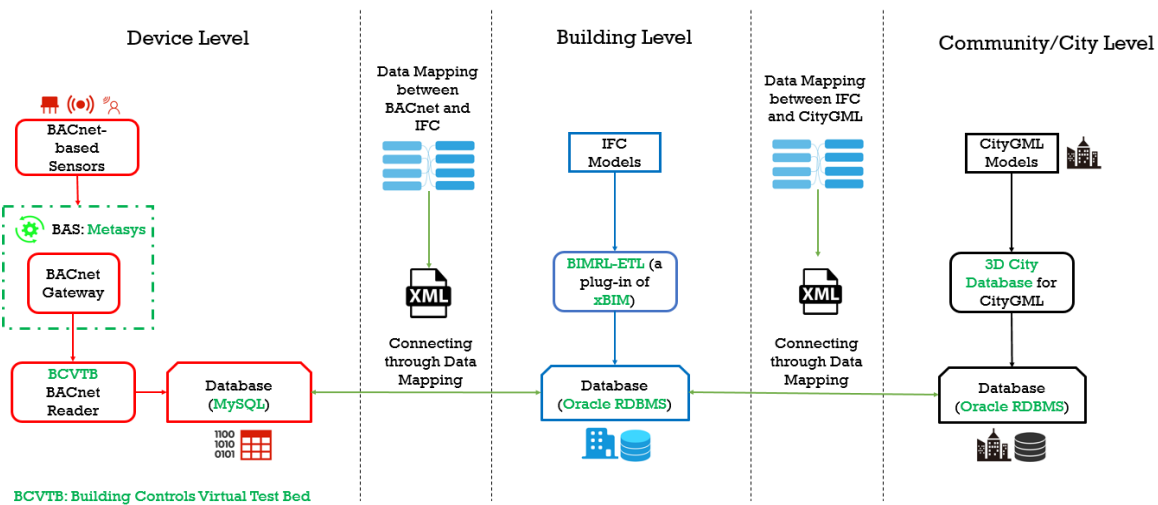 Device Level
Building Level
Community/City Level
BACnet-
based
Sensors
BAS: Metasys
BACnet
Gateway
BCVTB
BACnet
Reader
Database
(MySQL)
1100
1010
0101
BCVTB: Building Controls Virtual Test Bed
Data Mapping
between
BACnet and
IFC
XML
Connecting
through Data
Mapping
IFC
Models
BIMRL-ETL (a
plug-in of
xBIM)
Database
(Oracle RDBMS)
Data Mapping
between IFC
and CityGML
XML
Connecting
through Data
Mapping
CityGML
Models
3D City
Database for
CityGML
Database
(Oracle RDBMS)